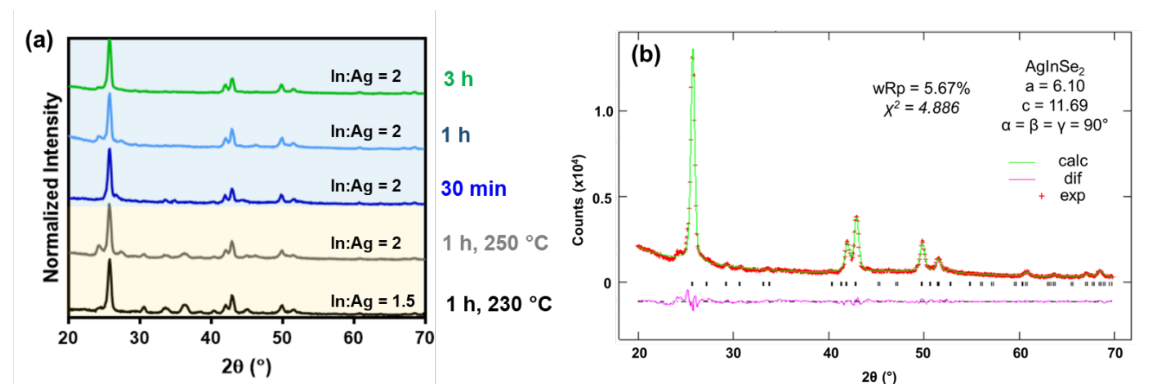 (a)
Normalized Intensity
In:Ag = 2
3 h
In:Ag = 2
1 h
In:Ag = 2
30 min
In:Ag = 2
1 h, 250 °C
In:Ag = 1.5
1 h, 230 °C
20 30 40 50 60 70
2θ (°)
(b)
AgInSe₂
wRp = 5.67%
a = 6.10
χ² = 4.886
c = 11.69
α = β = γ = 90°
calc
dif
exp
Counts (x10⁴)
1.0
0.5
0
20 30 40 50 60 70
2θ (°)